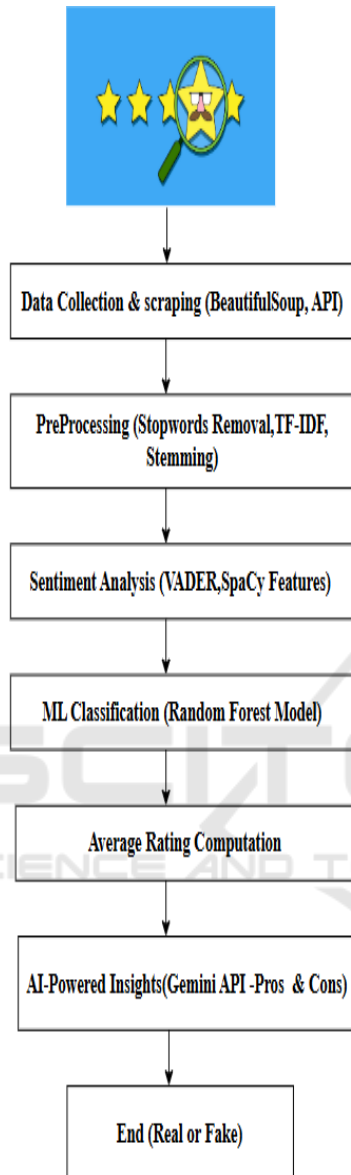 Data Collection & scraping (BeautifulSoup, API)
PreProcessing (Stopwords Removal,TF-IDF,
Stemming)
Sentiment Analysis (VADER,SpaCy Features)
ML Classification (Random Forest Model)
Average Rating Computation
AI-Powered Insights(Gemini API -Pros & Cons)
End (Real or Fake)